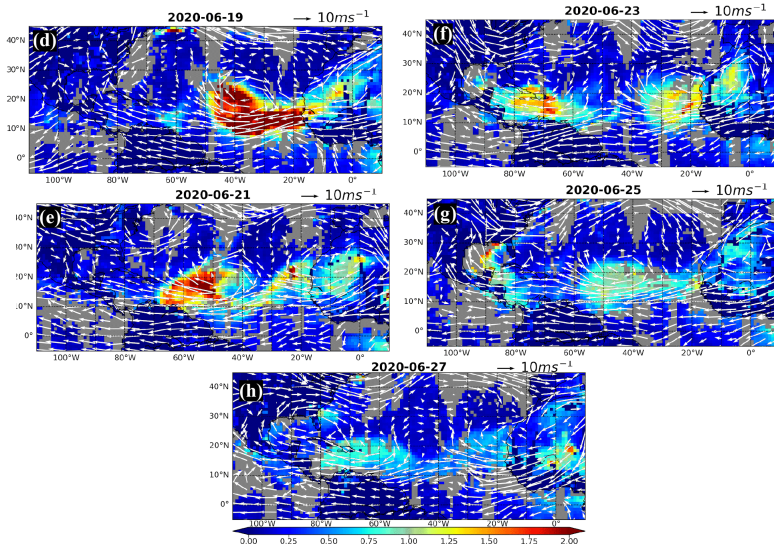 (d) 2020-06-19 → 10ms⁻¹
40°N
30°N
20°N
10°N
0°
100°W 80°W 60°W 40°W 20°W 0°
(f) 2020-06-23 → 10ms⁻¹
40°N
30°N
20°N
10°N
0°
100°W 80°W 60°W 40°W 20°W 0°
(e) 2020-06-21 → 10ms⁻¹
40°N
30°N
20°N
10°N
0°
100°W 80°W 60°W 40°W 20°W 0°
(g) 2020-06-25 → 10ms⁻¹
40°N
30°N
20°N
10°N
0°
100°W 80°W 60°W 40°W 20°W 0°
(h) 2020-06-27 → 10ms⁻¹
40°N
30°N
20°N
10°N
0°
100°W 80°W 60°W 40°W 20°W 0°
0.00 0.25 0.50 0.75 1.00 1.25 1.50 1.75 2.00